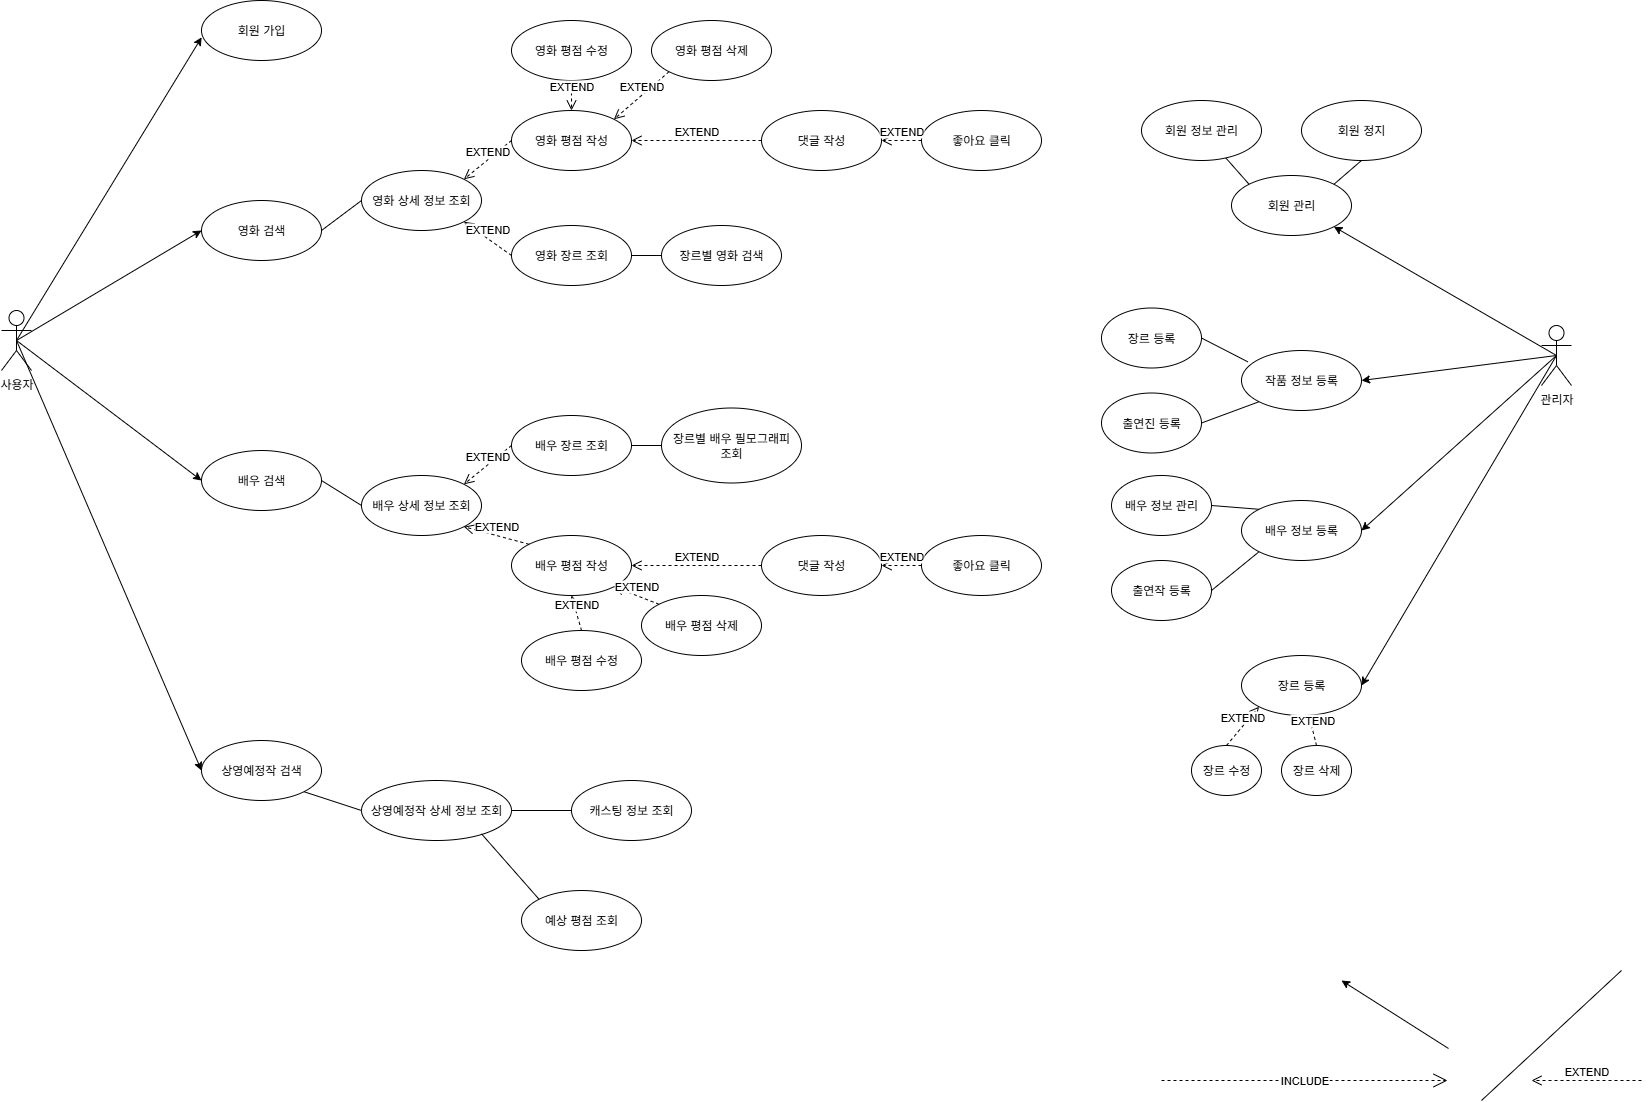 회원 가입
영화 평점 수정
영화 평점 삭제
EXTEND
EXTEND
영화 평점 작성
EXTEND
댓글 작성
EXTEND
좋아요 클릭
EXTEND
영화 상세 정보 조회
영화 검색
EXTEND
영화 장르 조회
장르별 영화 검색
사용자
배우 장르 조회
장르별 배우 필모그래피
조회
EXTEND
배우 검색
배우 상세 정보 조회
EXTEND
배우 평점 작성
EXTEND
댓글 작성
EXTEND
좋아요 클릭
EXTEND
EXTEND
배우 평점 삭제
배우 평점 수정
상영예정작 검색
상영예정작 상세 정보 조회
캐스팅 정보 조회
예상 평점 조회
회원 정보 관리
회원 정지
회원 관리
장르 등록
작품 정보 등록
관리자
출연진 등록
배우 정보 관리
배우 정보 등록
출연작 등록
장르 등록
EXTEND
EXTEND
장르 수정
장르 삭제
INCLUDE
EXTEND